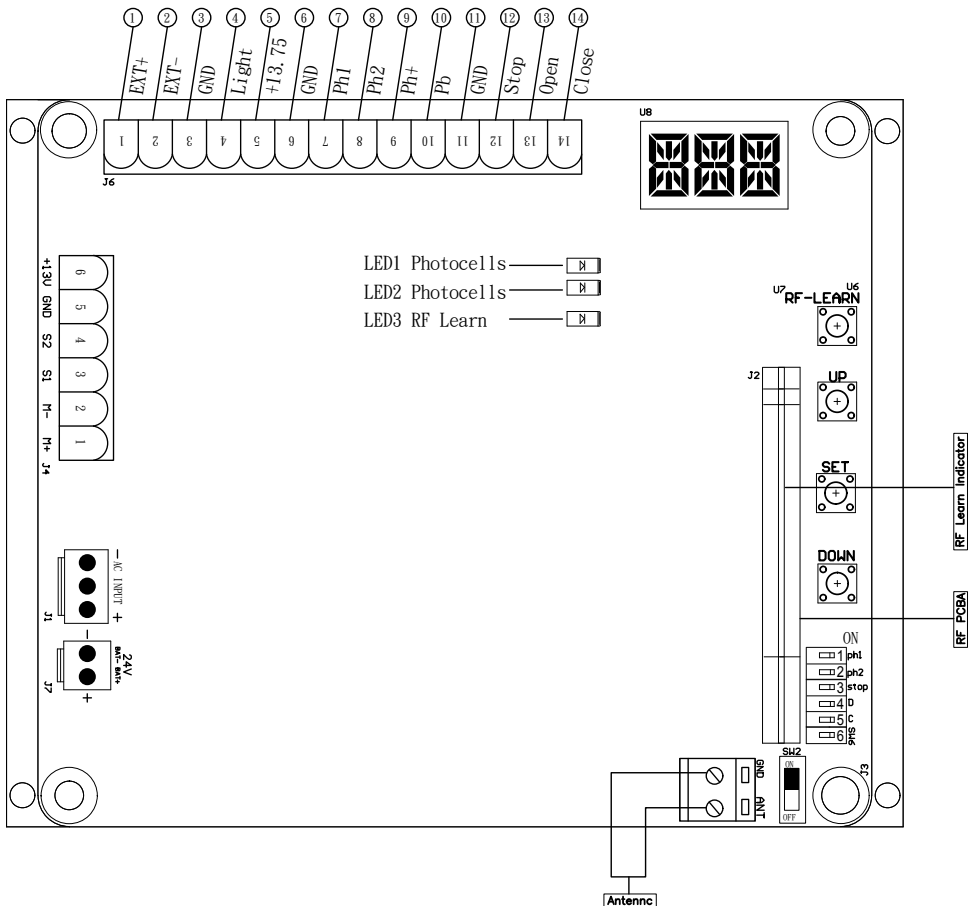 ① ② ③ ④ ⑤ ⑥ ⑦ ⑧ ⑨ ⑩ ⑪ ⑫ ⑬ ⑭
EXT+ EXT- GND Light +13.75 GND Ph1 Ph2 Ph+ Pb GND Stop Open Close
1 2 3 4 5 6 7 8 9 10 11 12 13 14
J6
U8
LED1 Photocells
LED2 Photocells
LED3 RF Learn
+13V 6
GND 5
S2 4
S1 3
M- 2
M+ 1
J4
U7 U6
RF-LEARN
J2
UP
SET
DOWN
RF Learn Indicator
RF PCBA
- AC INPUT +
J1
-
24V
BAT- BAT+
J7
+
ON
1 ph1
2 ph2
3 stop
4 D
5 C
6 SW6
SW2
ON
OFF
J3
GND
ANT
Antennc